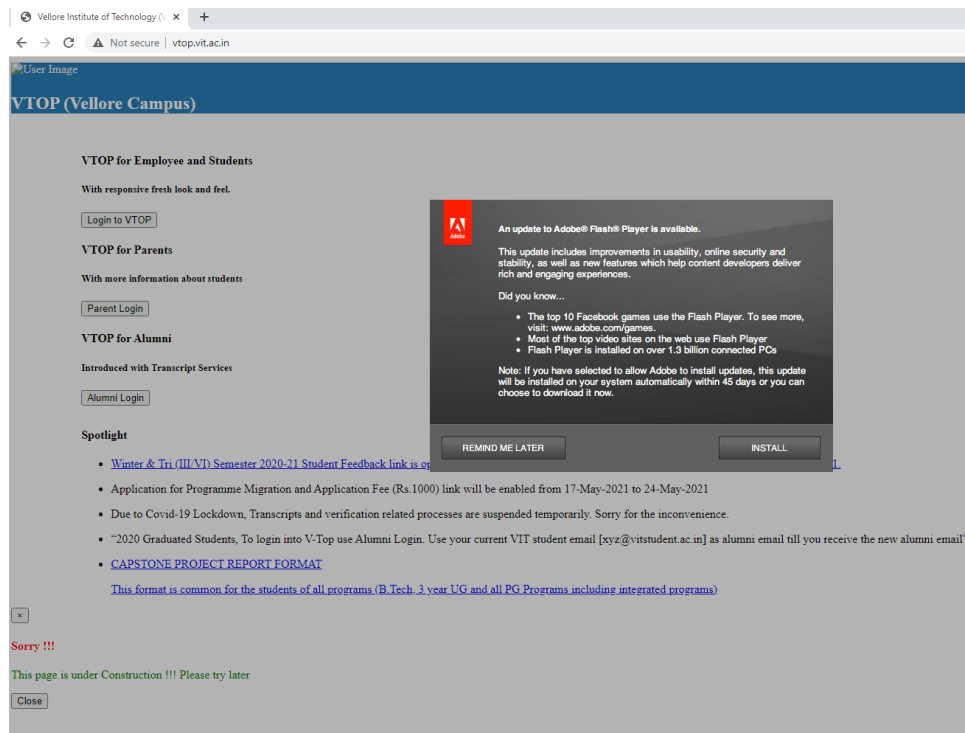 Vellore Institute of Technology (V
Not secure | vtop.vit.ac.in
User Image
VTOP (Vellore Campus)
VTOP for Employee and Students
With responsive fresh look and feel.
Login to VTOP
VTOP for Parents
With more information about students
Parent Login
VTOP for Alumni
Introduced with Transcript Services
Alumni Login
Spotlight
Winter & Tri (III/VI) Semester 2020-21 Student Feedback link is op
1.
Application for Programme Migration and Application Fee (Rs.1000) link will be enabled from 17-May-2021 to 24-May-2021
Due to Covid-19 Lockdown, Transcripts and verification related processes are suspended temporarily. Sorry for the inconvenience.
“2020 Graduated Students, To login into V-Top use Alumni Login. Use your current VIT student email [xyz@vitstudent.ac.in] as alumni email till you receive the new alumni email”
CAPSTONE PROJECT REPORT FORMAT
This format is common for the students of all programs (B.Tech, 3 year UG and all PG Programs including integrated programs)
×
Sorry !!!
This page is under Construction !!! Please try later
Close
Adobe
An update to Adobe® Flash® Player is available.
This update includes improvements in usability, online security and
stability, as well as new features which help content developers deliver
rich and engaging experiences.
Did you know...
The top 10 Facebook games use the Flash Player. To see more,
visit: www.adobe.com/games.
Most of the top video sites on the web use Flash Player
Flash Player is installed on over 1.3 billion connected PCs
Note: If you have selected to allow Adobe to install updates, this update
will be installed on your system automatically within 45 days or you can
choose to download it now.
REMIND ME LATER
INSTALL